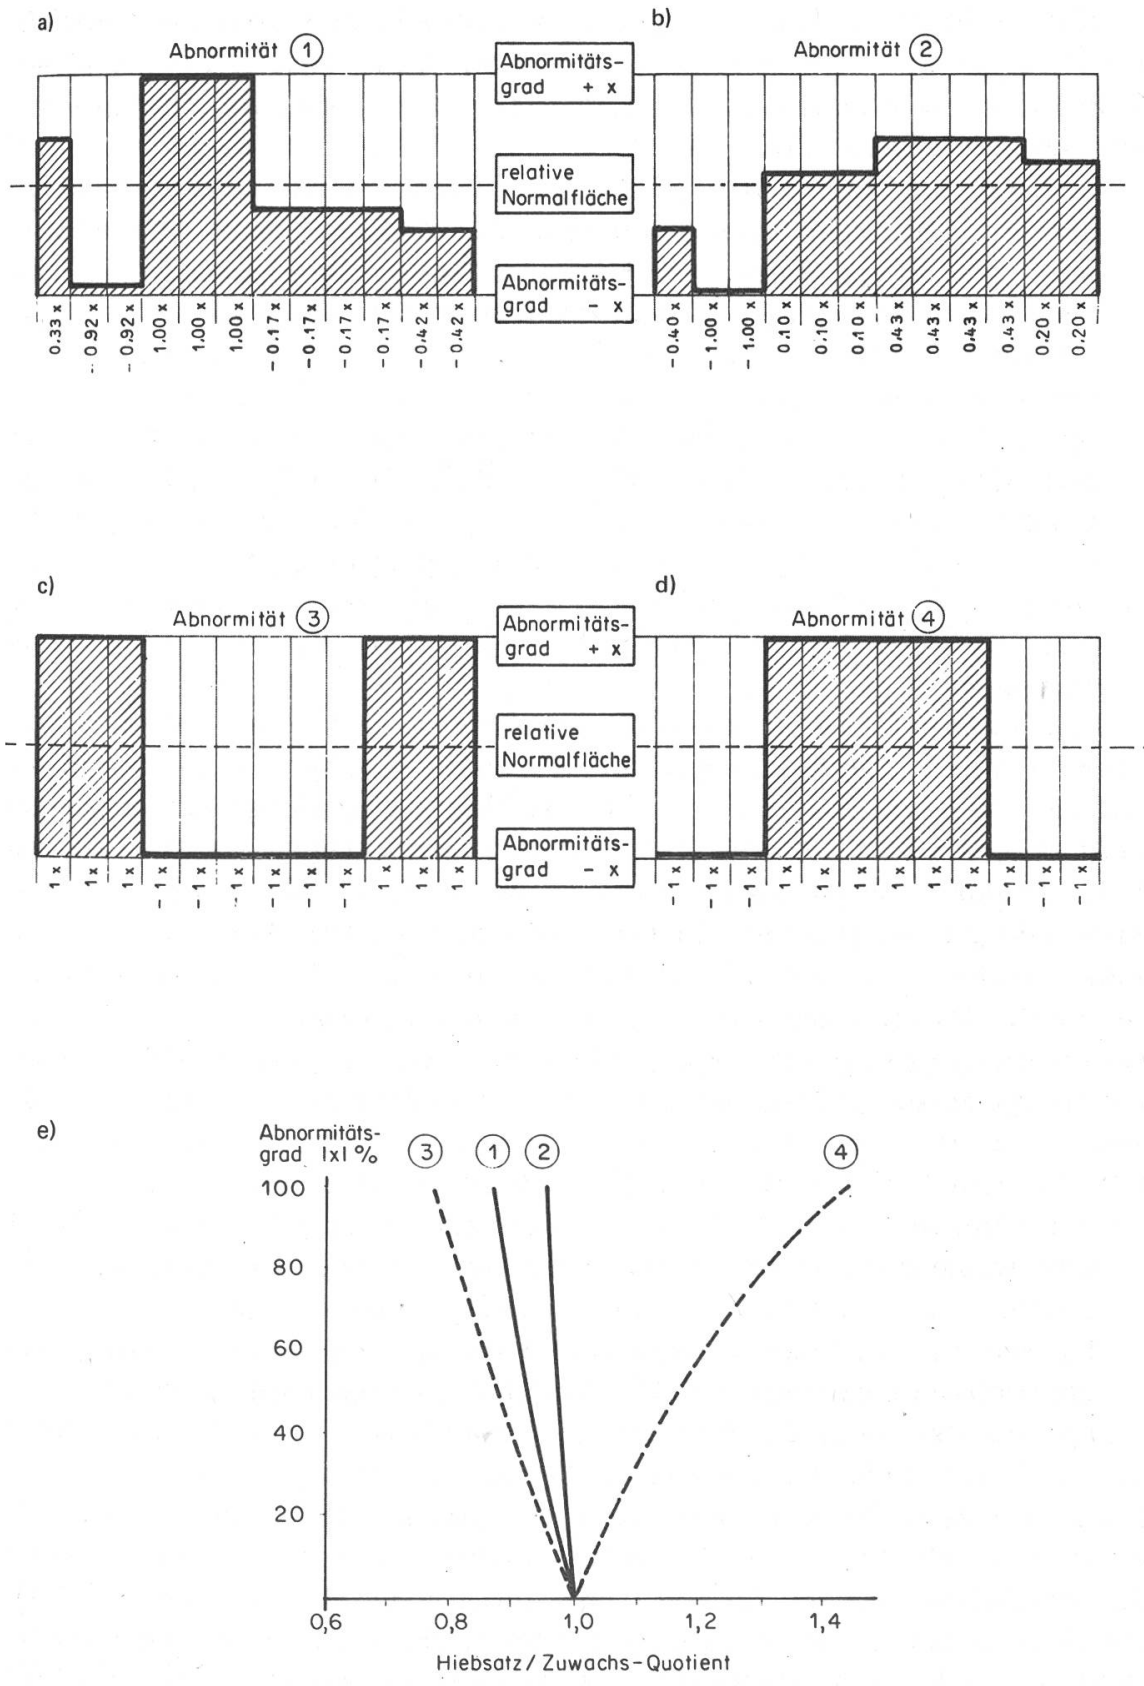 a)
Abnormität 1
0.33 x
- 0.92 x
- 0.92 x
1.00 x
1.00 x
1.00 x
- 0.17 x
- 0.17 x
- 0.17 x
- 0.17 x
- 0.42 x
- 0.42 x
Abnormitäts-
grad + x
relative
Normalfläche
Abnormitäts-
grad - x
b)
Abnormität 2
- 0.40 x
- 1.00 x
- 1.00 x
0.10 x
0.10 x
0.10 x
0.43 x
0.43 x
0.43 x
0.43 x
0.20 x
0.20 x
c)
Abnormität 3
1 x
1 x
1 x
- 1 x
- 1 x
- 1 x
- 1 x
- 1 x
- 1 x
1 x
1 x
1 x
Abnormitäts-
grad + x
relative
Normalfläche
Abnormitäts-
grad - x
d)
Abnormität 4
- 1 x
- 1 x
- 1 x
1 x
1 x
1 x
1 x
1 x
1 x
- 1 x
- 1 x
- 1 x
e)
Abnormitäts-
grad |x| %
3 1 2 4
100
80
60
40
20
0,6 0,8 1,0 1,2 1,4
Hiebsatz / Zuwachs-Quotient